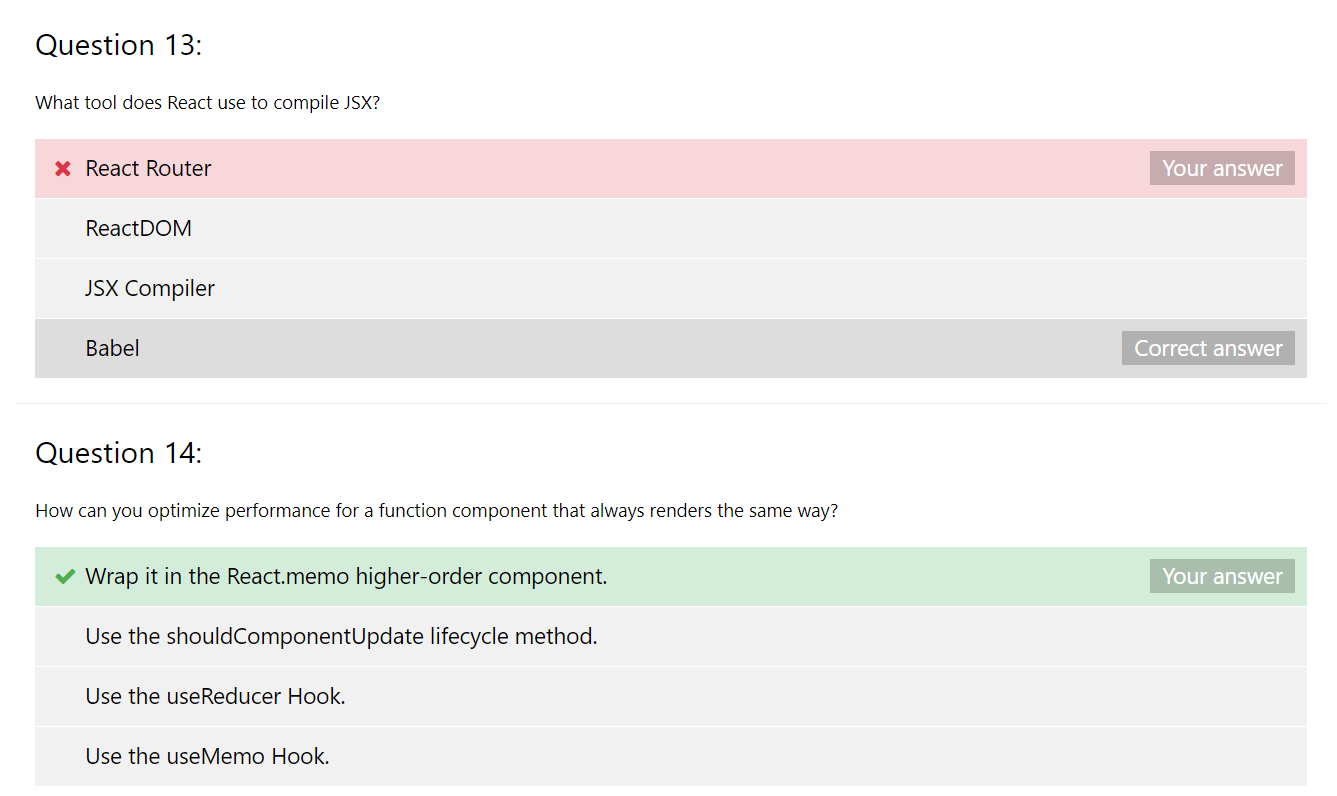 Question 13:
What tool does React use to compile JSX?
React Router Your answer
ReactDOM
JSX Compiler
Babel Correct answer
Question 14:
How can you optimize performance for a function component that always renders the same way?
Wrap it in the React.memo higher-order component. Your answer
Use the shouldComponentUpdate lifecycle method.
Use the useReducer Hook.
Use the useMemo Hook.